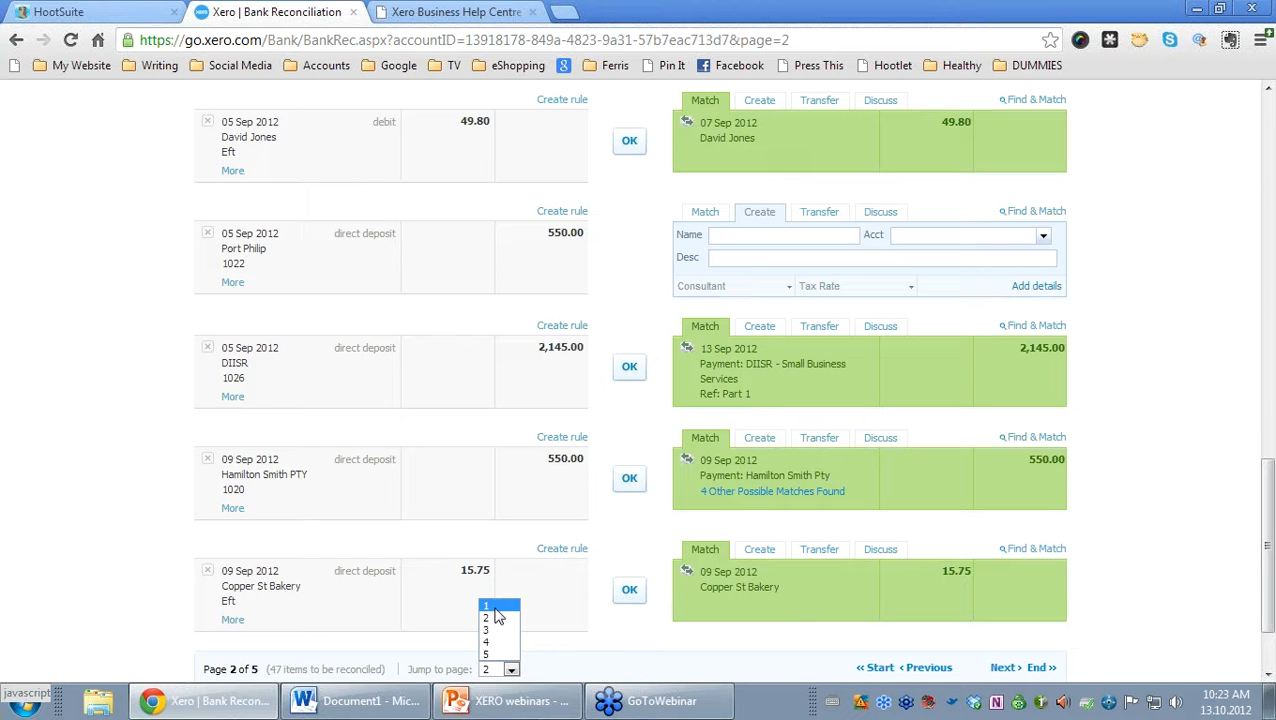 HootSuite
Xero | Bank Reconciliation
Xero Business Help Centre
https://go.xero.com/Bank/BankRec.aspx?accountID=13918178-849a-4823-9a31-57b7eac713d7&page=2
My Website Writing Social Media Accounts Google TV eShopping Ferris Pin It Facebook Press This Hootlet Healthy DUMMIES
Create rule
Match Create Transfer Discuss Find & Match
05 Sep 2012 debit 49.80
David Jones
Eft
More
OK
07 Sep 2012 49.80
David Jones
Create rule
Match Create Transfer Discuss Find & Match
05 Sep 2012 direct deposit 550.00
Port Philip
1022
More
Name Acct
Desc
Consultant Tax Rate Add details
Create rule
Match Create Transfer Discuss Find & Match
05 Sep 2012 direct deposit 2,145.00
DIISR
1026
More
OK
13 Sep 2012 2,145.00
Payment: DIISR - Small Business
Services
Ref: Part 1
Create rule
Match Create Transfer Discuss Find & Match
09 Sep 2012 direct deposit 550.00
Hamilton Smith PTY
1020
More
OK
09 Sep 2012 550.00
Payment: Hamilton Smith Pty
4 Other Possible Matches Found
Create rule
Match Create Transfer Discuss Find & Match
09 Sep 2012 direct deposit 15.75
Copper St Bakery
Eft
More
OK
09 Sep 2012 15.75
Copper St Bakery
1
2
3
4
5
Page 2 of 5 (47 items to be reconciled) Jump to page: 2
<< Start < Previous Next > End >>
javascript
Xero | Bank Recon...
Document1 - Mic...
XERO webinars - ...
GoToWebinar
10:23 AM
13.10.2012